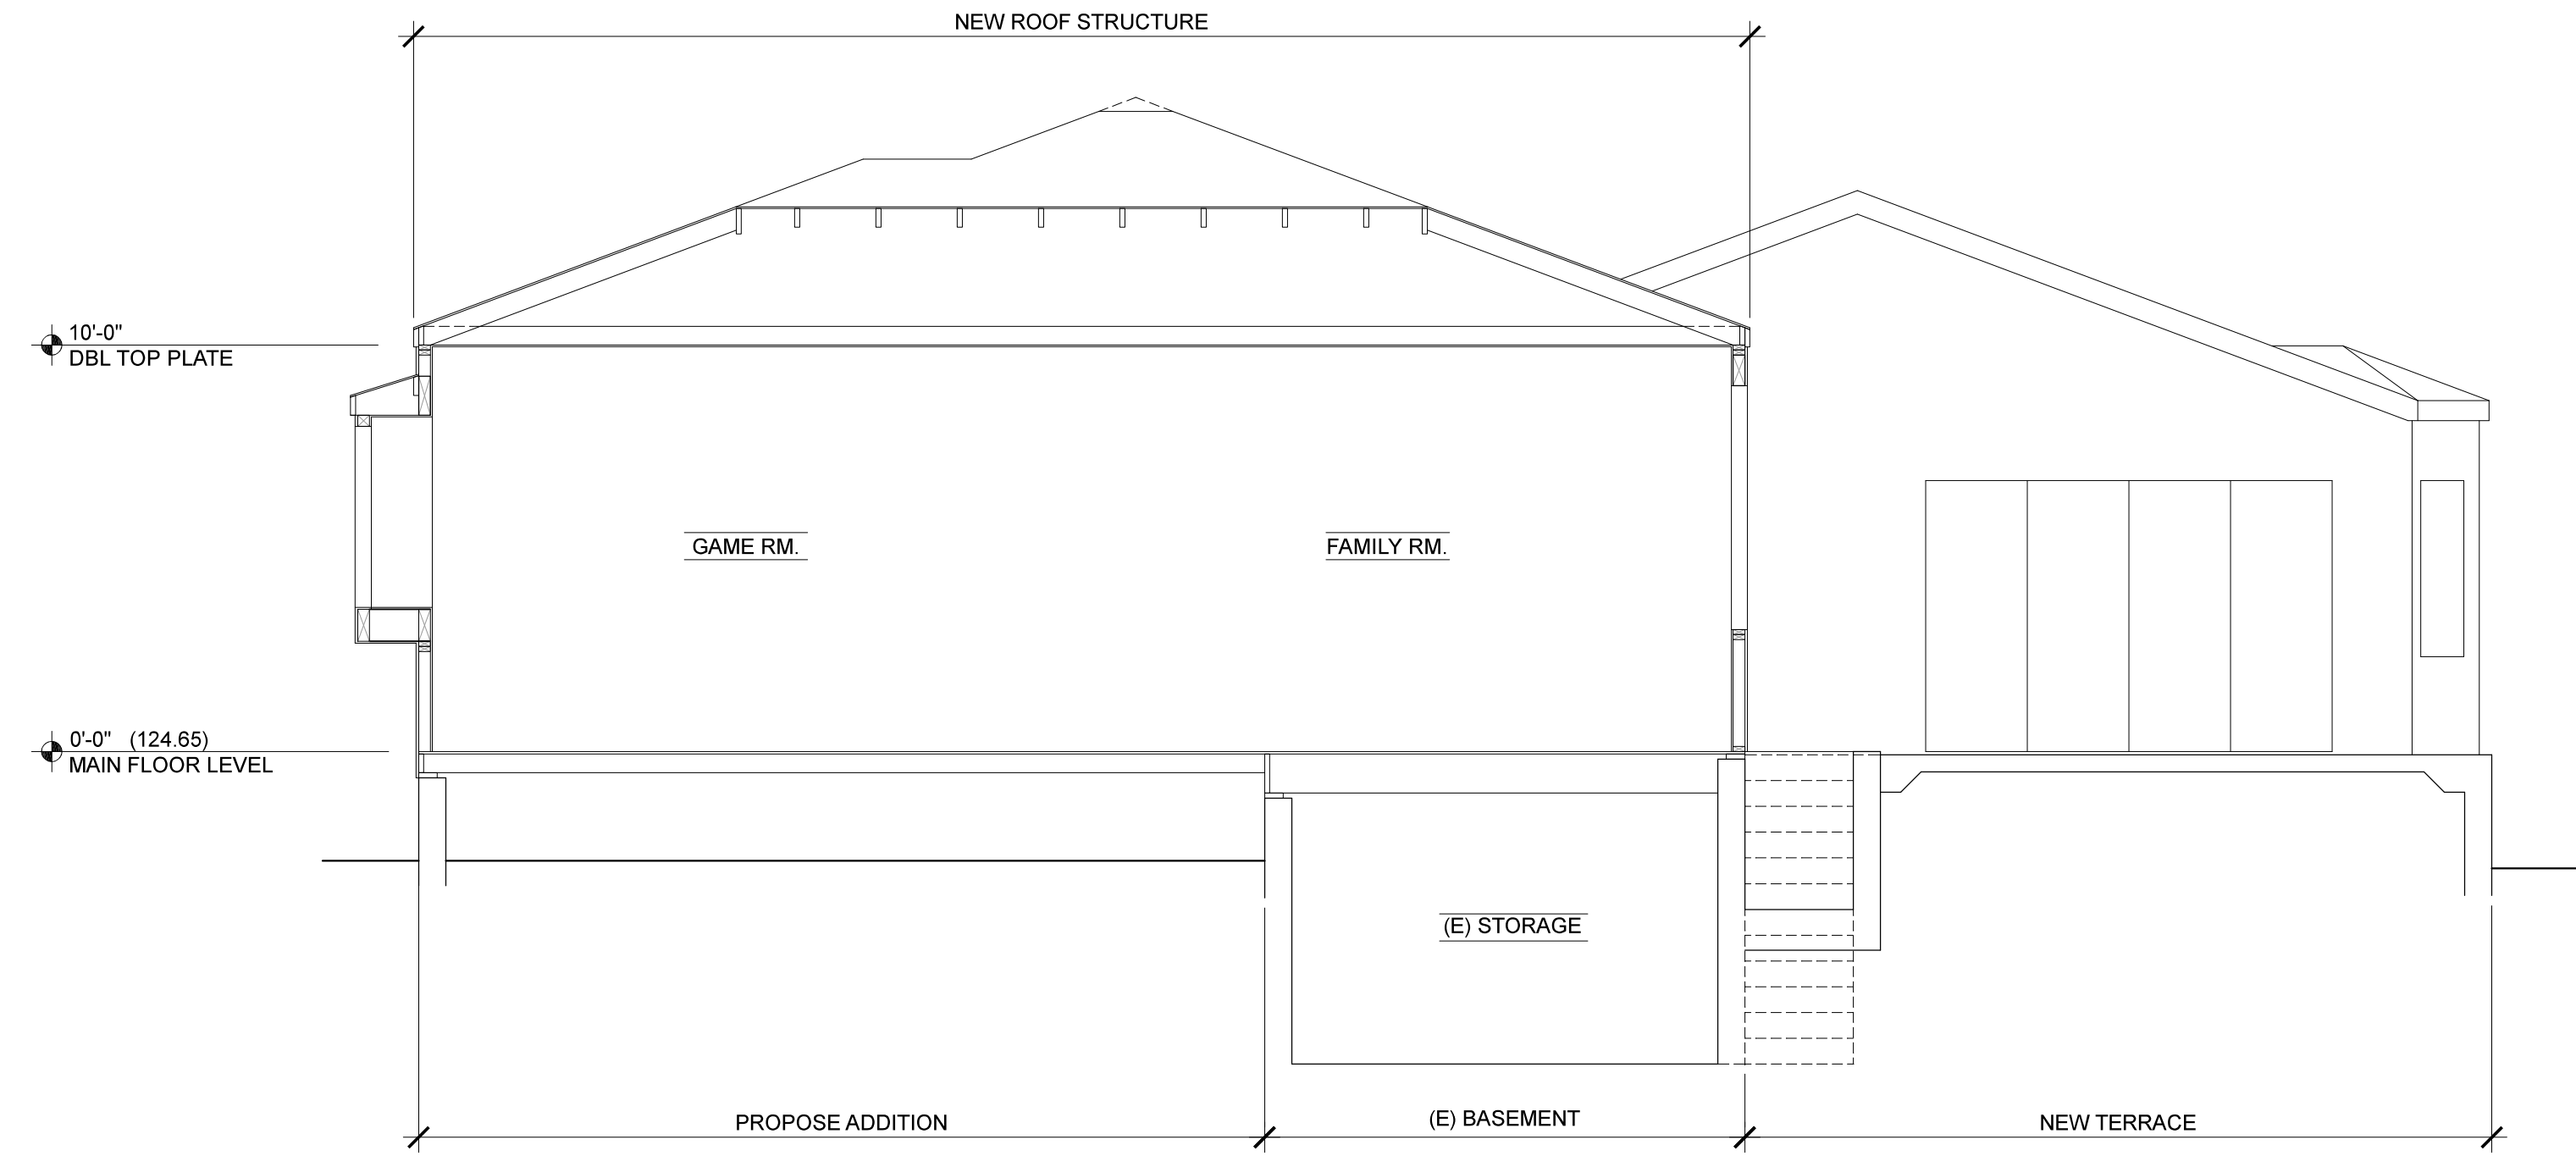 NEW ROOF STRUCTURE
10'-0"
DBL TOP PLATE
GAME RM.
FAMILY RM.
0'-0" (124.65)
MAIN FLOOR LEVEL
(E) STORAGE
PROPOSE ADDITION
(E) BASEMENT
NEW TERRACE